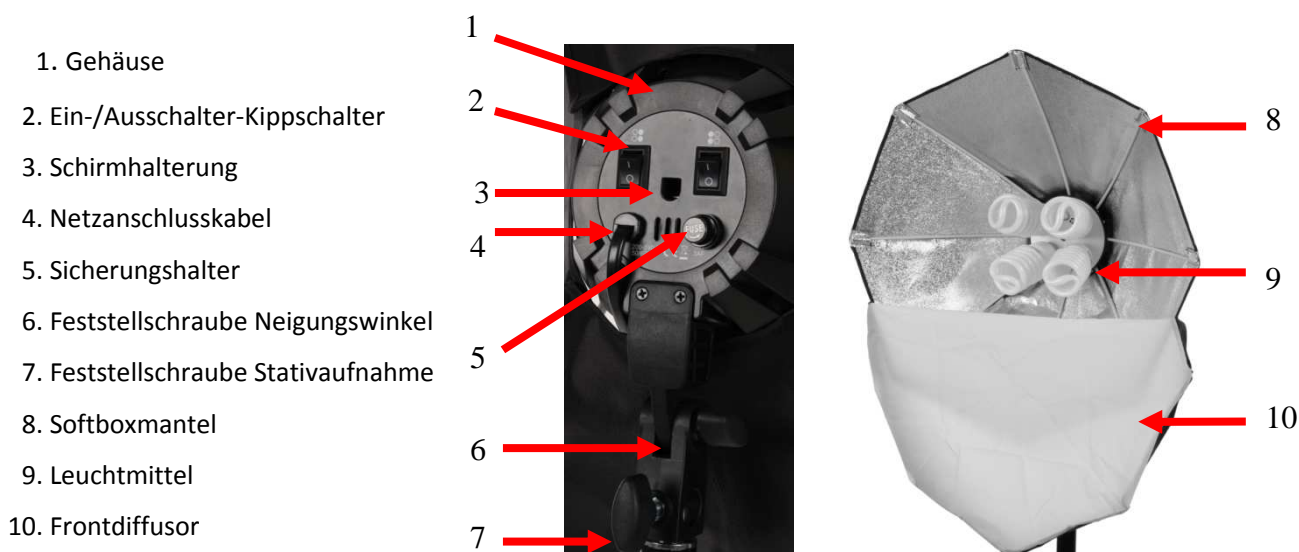 1. Gehäuse
2. Ein-/Ausschalter-Kippschalter
3. Schirmhalterung
4. Netzanschlusskabel
5. Sicherungshalter
6. Feststellschraube Neigungswinkel
7. Feststellschraube Stativaufnahme
8. Softboxmantel
9. Leuchtmittel
10. Frontdiffusor
1
2
3
4
5
6
7
8
9
10